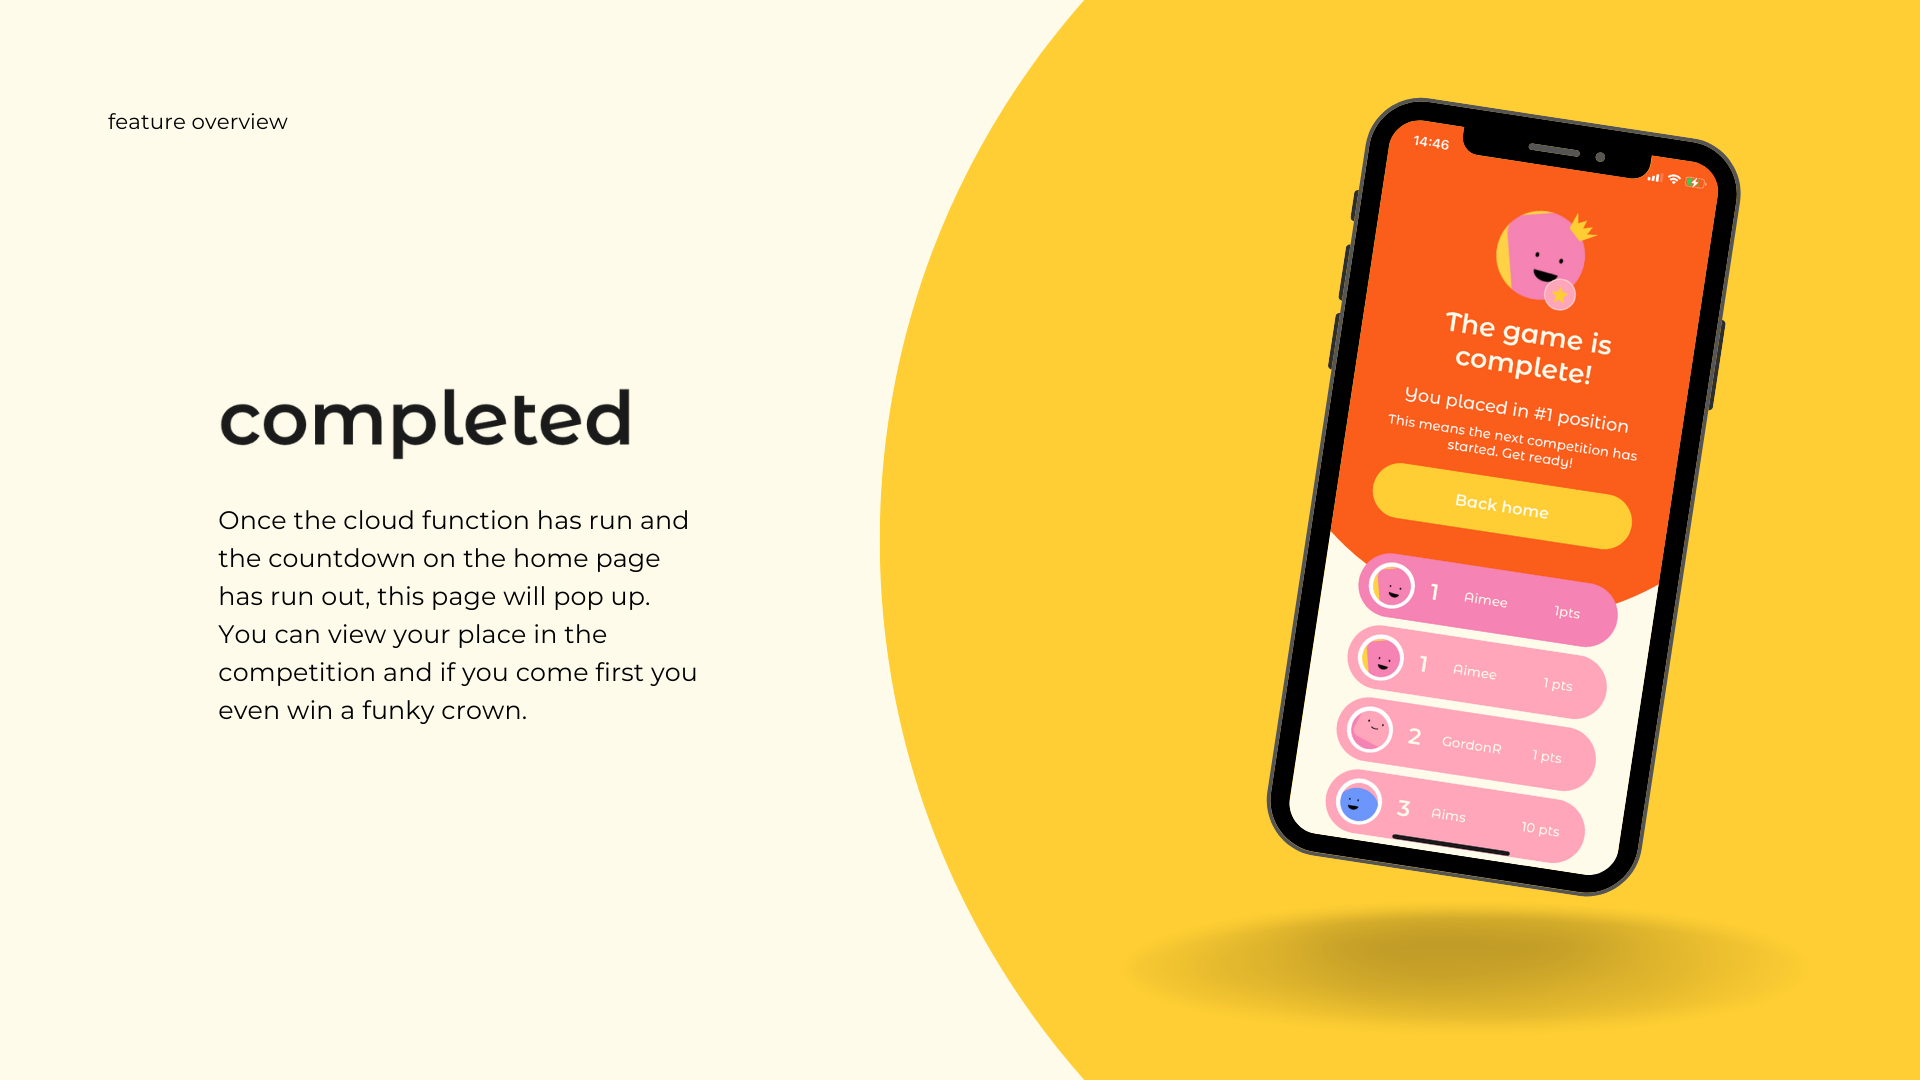 feature overview
completed
Once the cloud function has run and
the countdown on the home page
has run out, this page will pop up.
You can view your place in the
competition and if you come first you
even win a funky crown.
14:46
The game is
complete!
You placed in #1 position
This means the next competition has
started. Get ready!
Back home
1 Aimee 1pts
1 Aimee 1 pts
2 GordonR 1 pts
3 Aims 10 pts